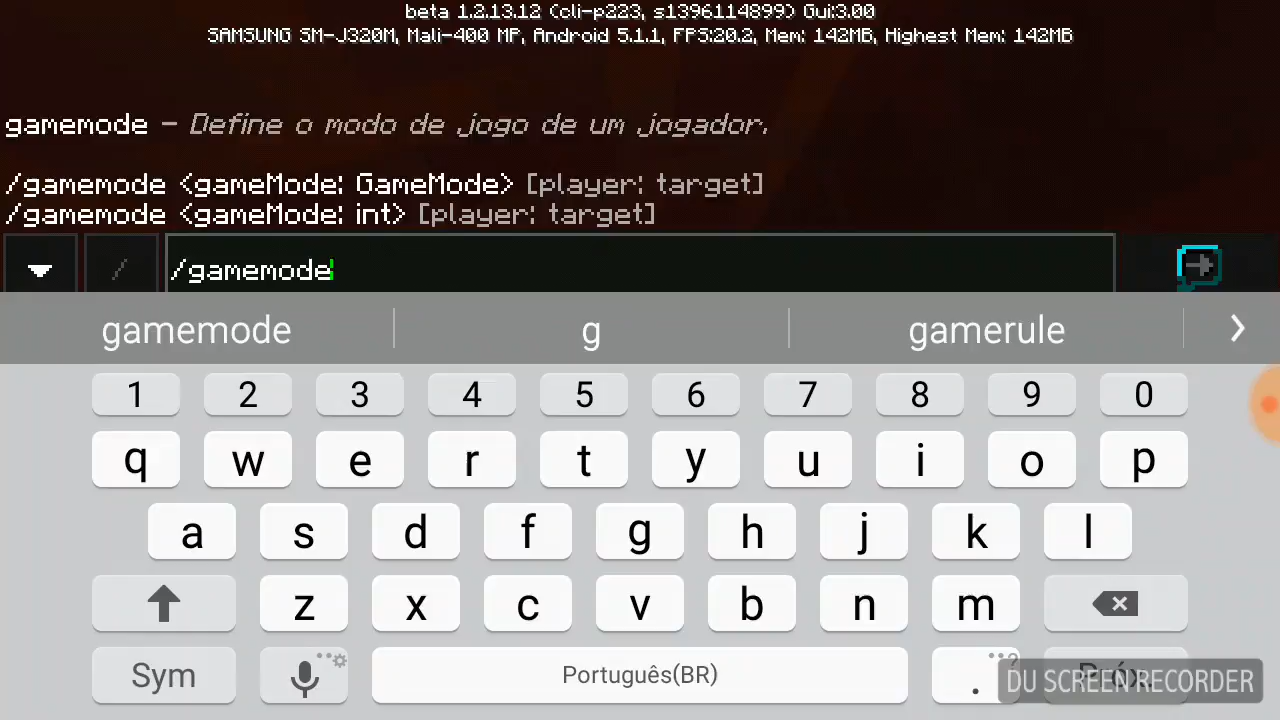 beta 1.2.13.12 (cli-p223, s1396114899) Gui:3.00
SAMSUNG SM-J320M, Mali-400 MP, Android 5.1.1, FPS:20.2, Mem: 142MB, Highest Mem: 142MB
gamemode - Define o modo de jogo de um jogador.
/gamemode <gameMode: GameMode> [player: target]
/gamemode <gameMode: int> [player: target]
/ /gamemode
gamemode g gamerule
1 2 3 4 5 6 7 8 9 0
q w e r t y u i o p
a s d f g h j k l
z x c v b n m
Sym Português(BR) . Próx.
DU SCREEN RECORDER